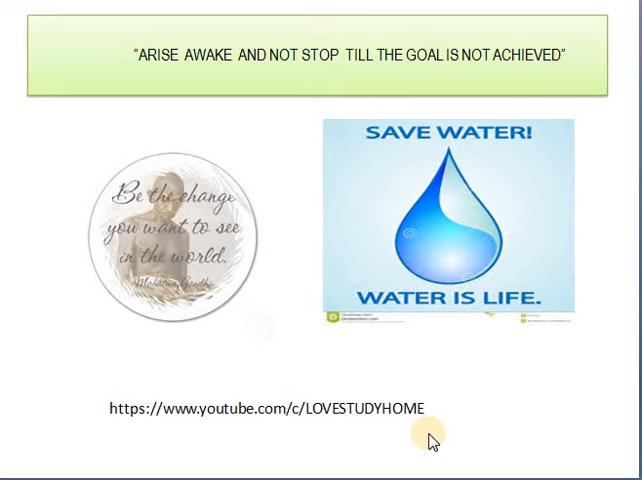 “ARISE AWAKE AND NOT STOP TILL THE GOAL IS NOT ACHIEVED”
SAVE WATER!
Be the change
you want to see
in the world.
Mahatma Gandhi
WATER IS LIFE.
https://www.youtube.com/c/LOVESTUDYHOME